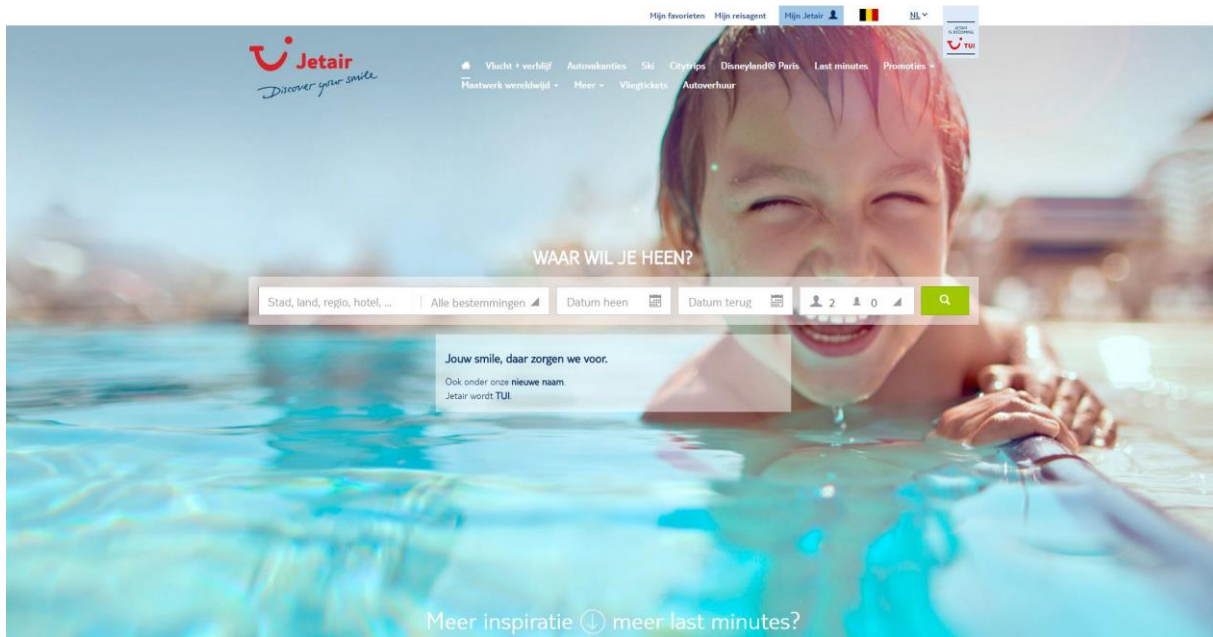 Mijn favorieten Mijn reisagent Mijn Jetair NL
JETAIR
IS BECOMING
TUI
Jetair
Discover your smile
Vlucht + verblijf Autovakanties Ski Citytrips Disneyland® Paris Last minutes Promoties
Maatwerk wereldwijd Meer Vliegtickets Autoverhuur
WAAR WIL JE HEEN?
Stad, land, regio, hotel, ... Alle bestemmingen Datum heen Datum terug 2 0
Jouw smile, daar zorgen we voor.
Ook onder onze nieuwe naam.
Jetair wordt TUI.
Meer inspiratie meer last minutes?